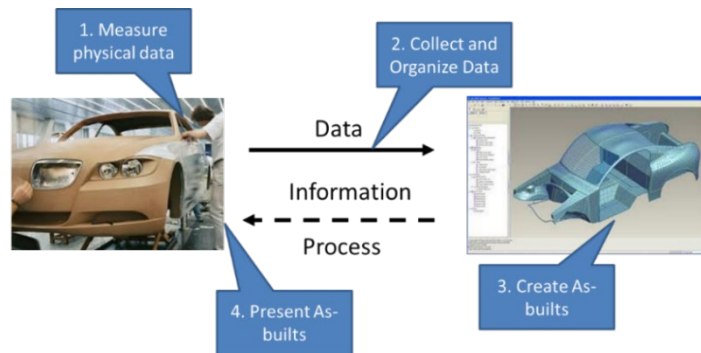 1. Measure
physical data
2. Collect and
Organize Data
Data
Information
Process
3. Create As-
builts
4. Present As-
builts